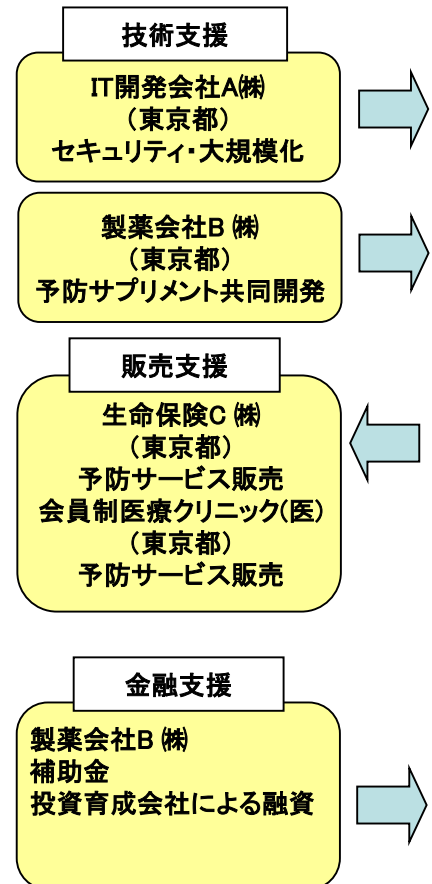 技術支援
IT開発会社A㈱
（東京都）
セキュリティ・大規模化
製薬会社B ㈱
（東京都）
予防サプリメント共同開発
販売支援
生命保険C ㈱
（東京都）
予防サービス販売
会員制医療クリニック(医)
（東京都）
予防サービス販売
金融支援
製薬会社B ㈱
補助金
投資育成会社による融資